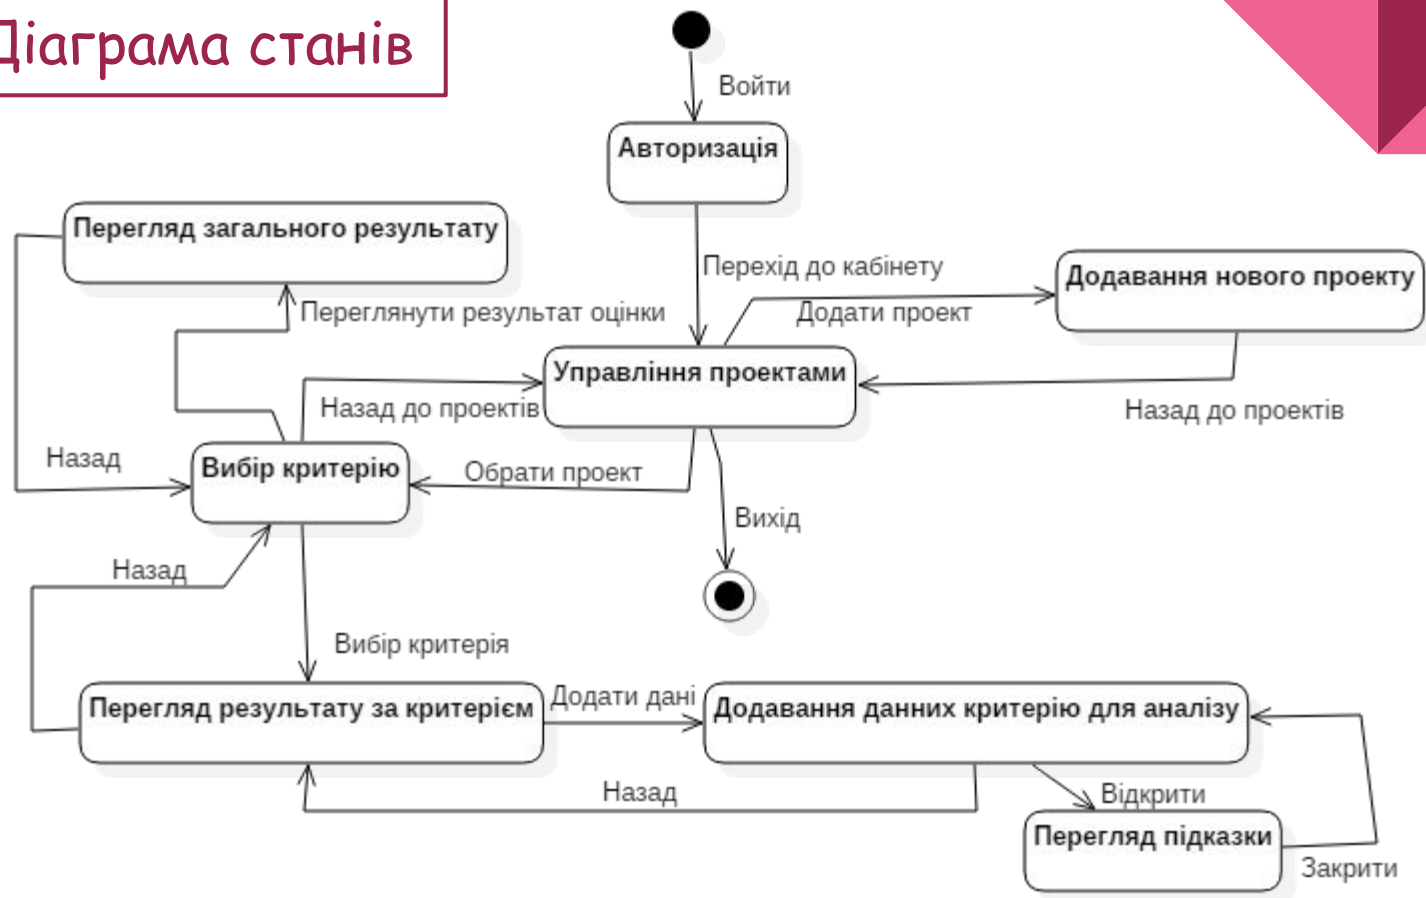 Діаграма станів
Войти
Авторизація
Перегляд загального результату
Перехід до кабінету
Додавання нового проекту
Переглянути результат оцінки
Додати проект
Управління проектами
Назад до проектів
Назад до проектів
Назад
Вибір критерію
Обрати проект
Вихід
Назад
Вибір критерія
Перегляд результату за критерієм
Додати дані
Додавання данних критерію для аналізу
Назад
Відкрити
Перегляд підказки
Закрити